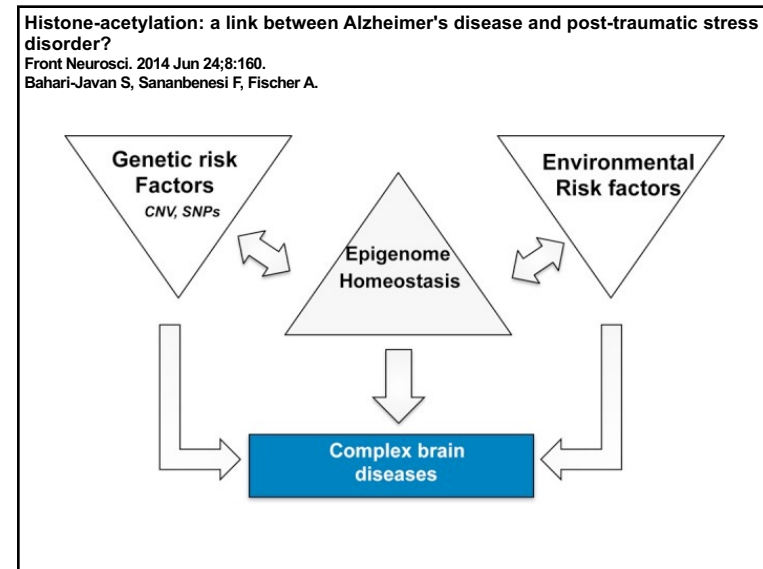 Histone-acetylation: a link between Alzheimer's disease and post-traumatic stress
disorder?
Front Neurosci. 2014 Jun 24;8:160.
Bahari-Javan S, Sananbenesi F, Fischer A.
Genetic risk
Factors
CNV, SNPs
Environmental
Risk factors
Epigenome
Homeostasis
Complex brain
diseases